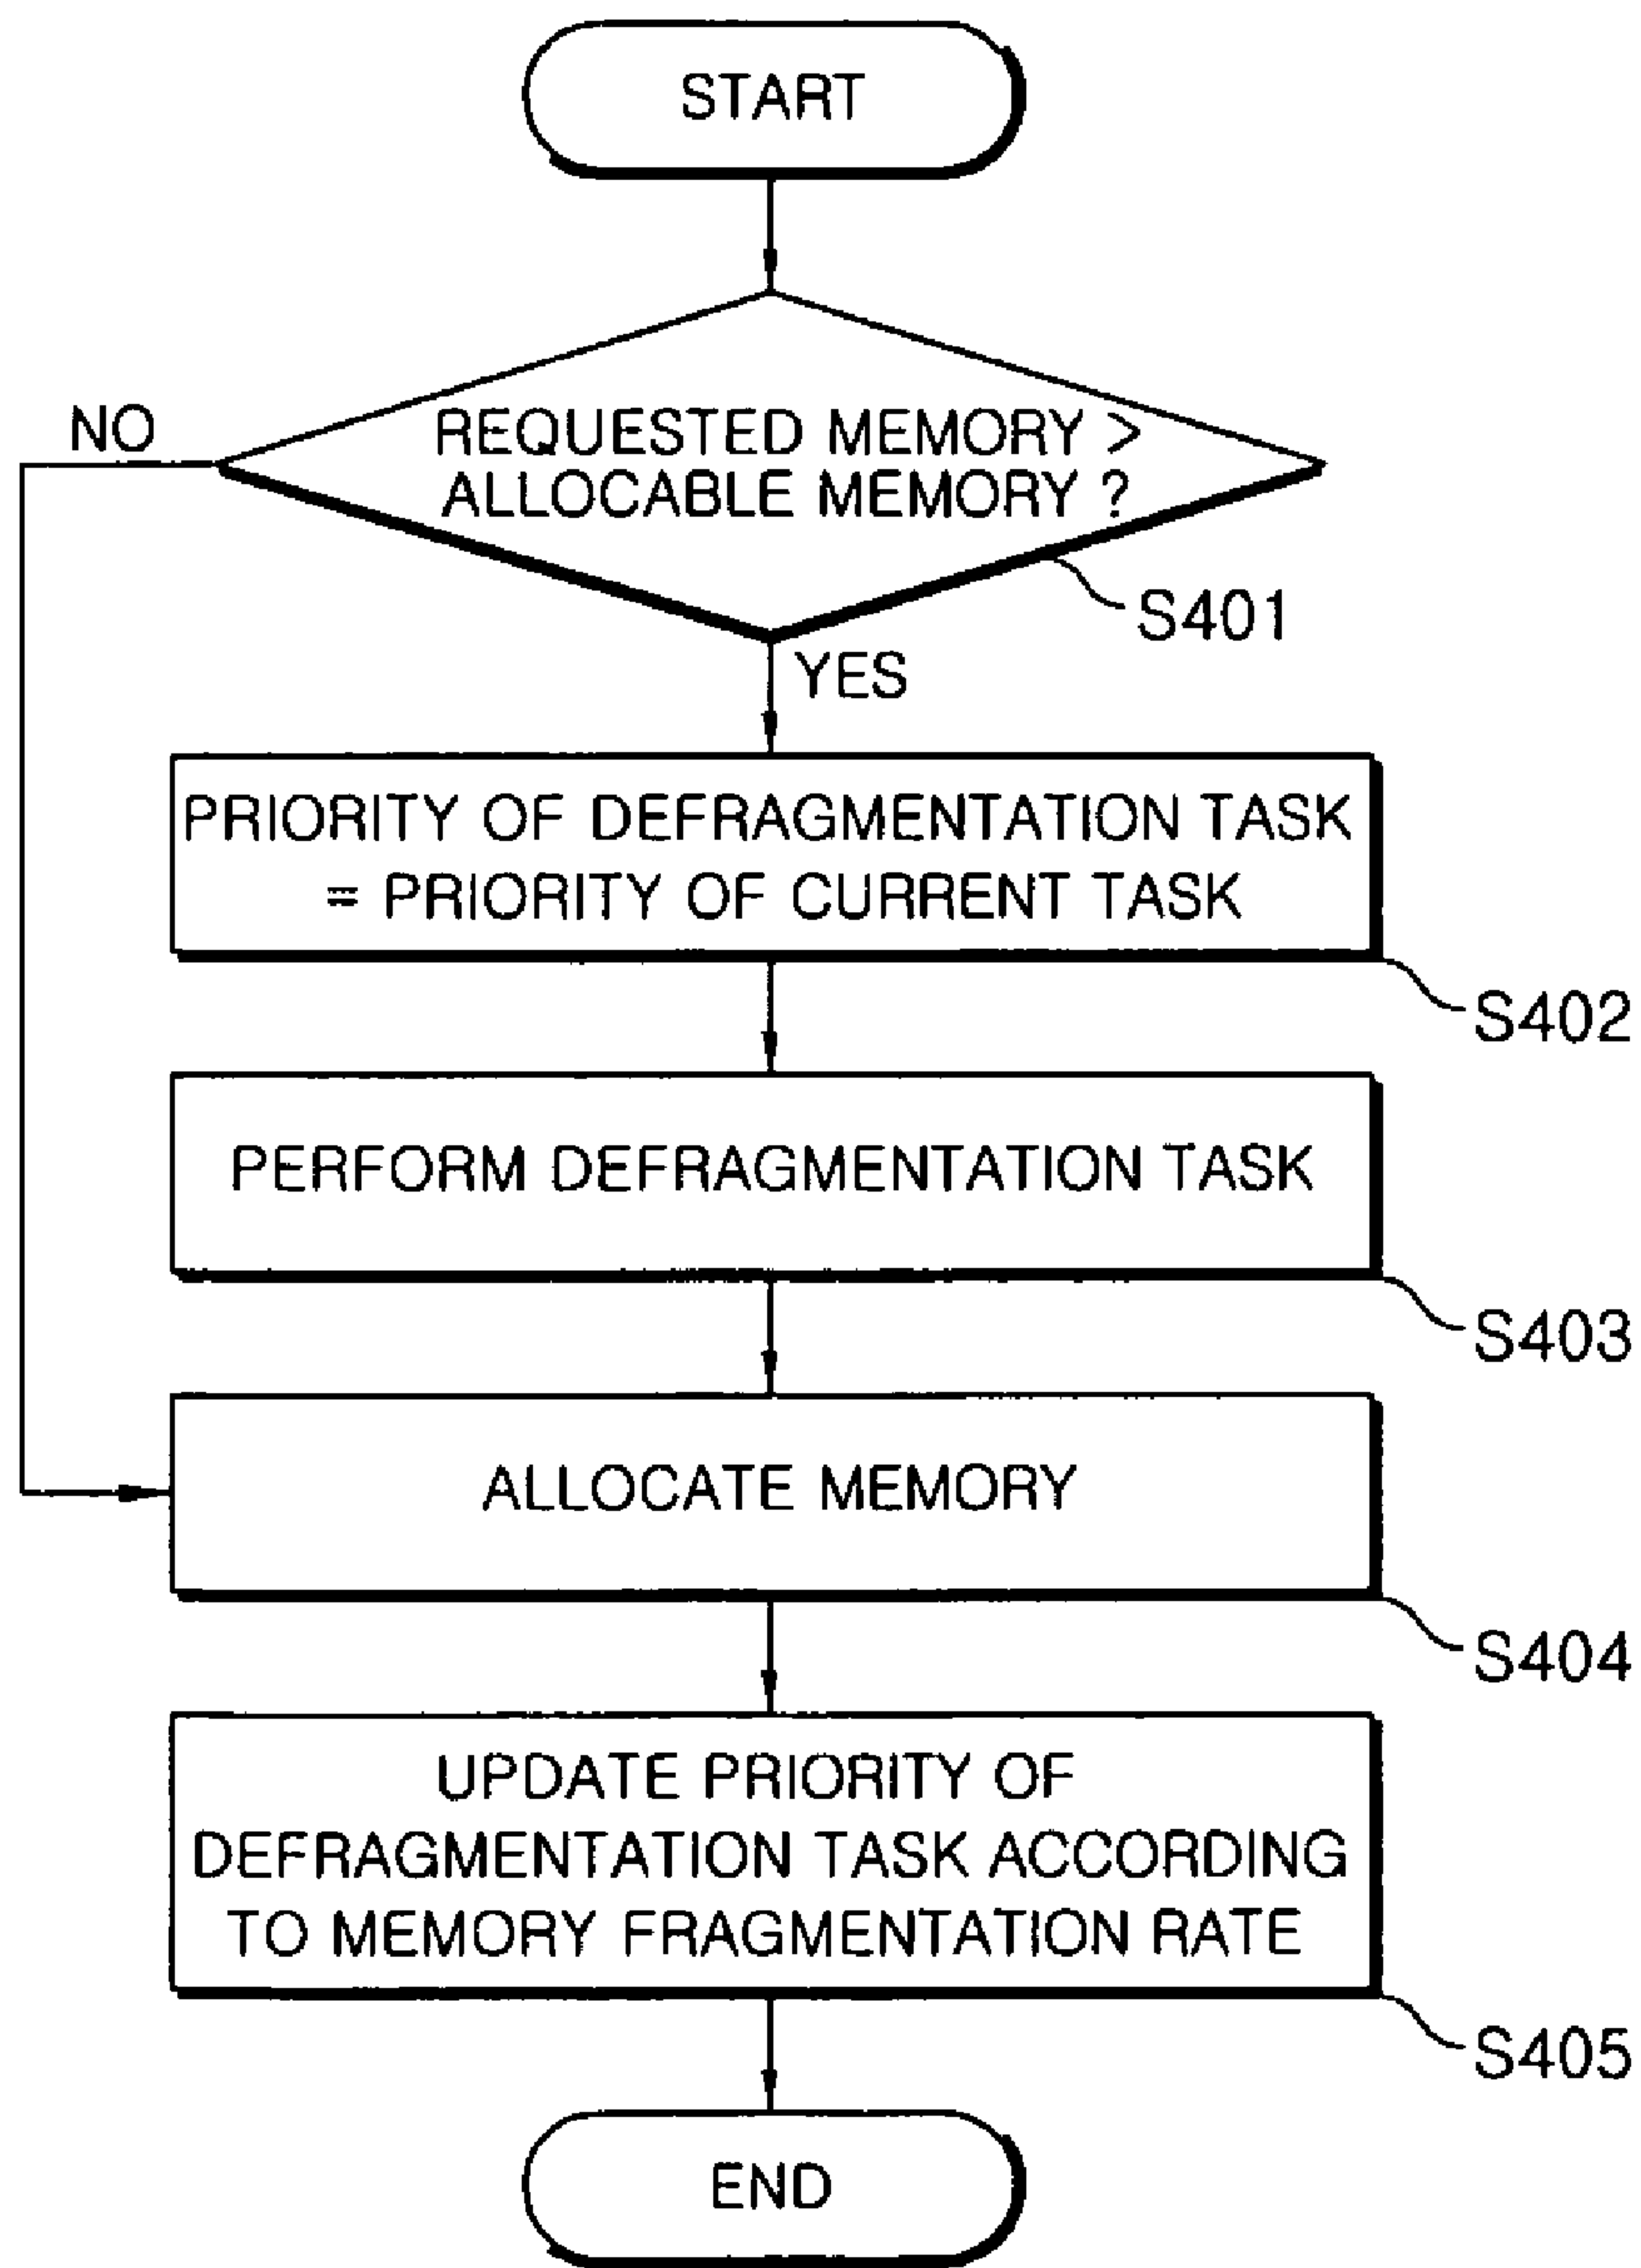 START
NO
REQUESTED MEMORY >
ALLOCABLE MEMORY ?
S401
YES
PRIORITY OF DEFRAGMENTATION TASK
= PRIORITY OF CURRENT TASK
S402
PERFORM DEFRAGMENTATION TASK
S403
ALLOCATE MEMORY
S404
UPDATE PRIORITY OF
DEFRAGMENTATION TASK ACCORDING
TO MEMORY FRAGMENTATION RATE
S405
END